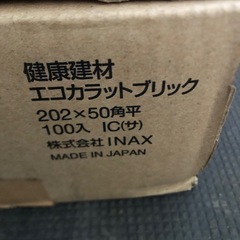 健康建材
エコカラットブリック
202×50角平
100入 IC(サ)
株式会社INAX
MADE IN JAPAN